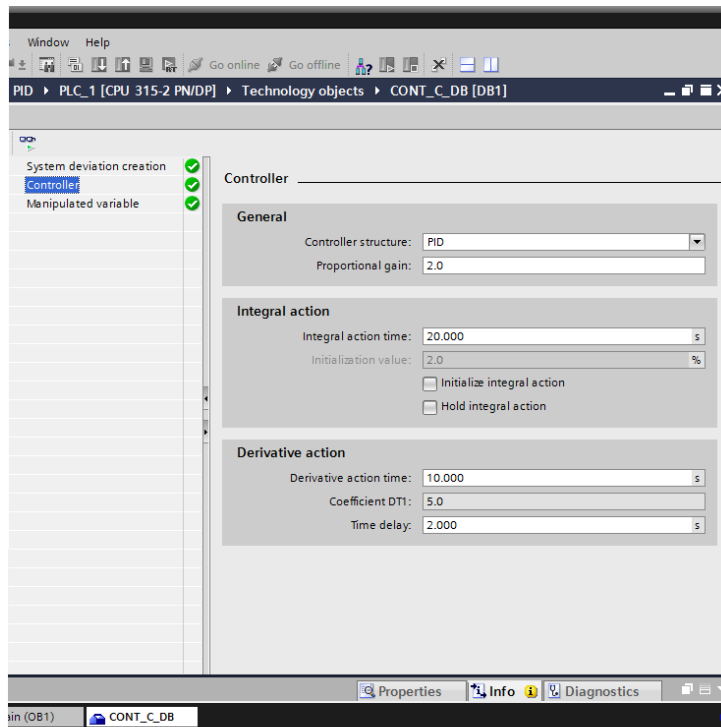 Window Help
Go online Go offline
PID ▸ PLC_1 [CPU 315-2 PN/DP] ▸ Technology objects ▸ CONT_C_DB [DB1]
System deviation creation
Controller
Manipulated variable
Controller
General
Controller structure: PID
Proportional gain: 2.0
Integral action
Integral action time: 20.000 s
Initialization value: 2.0 %
Initialize integral action
Hold integral action
Derivative action
Derivative action time: 10.000 s
Coefficient DT1: 5.0
Time delay: 2.000 s
Properties Info Diagnostics
ain (OB1) CONT_C_DB